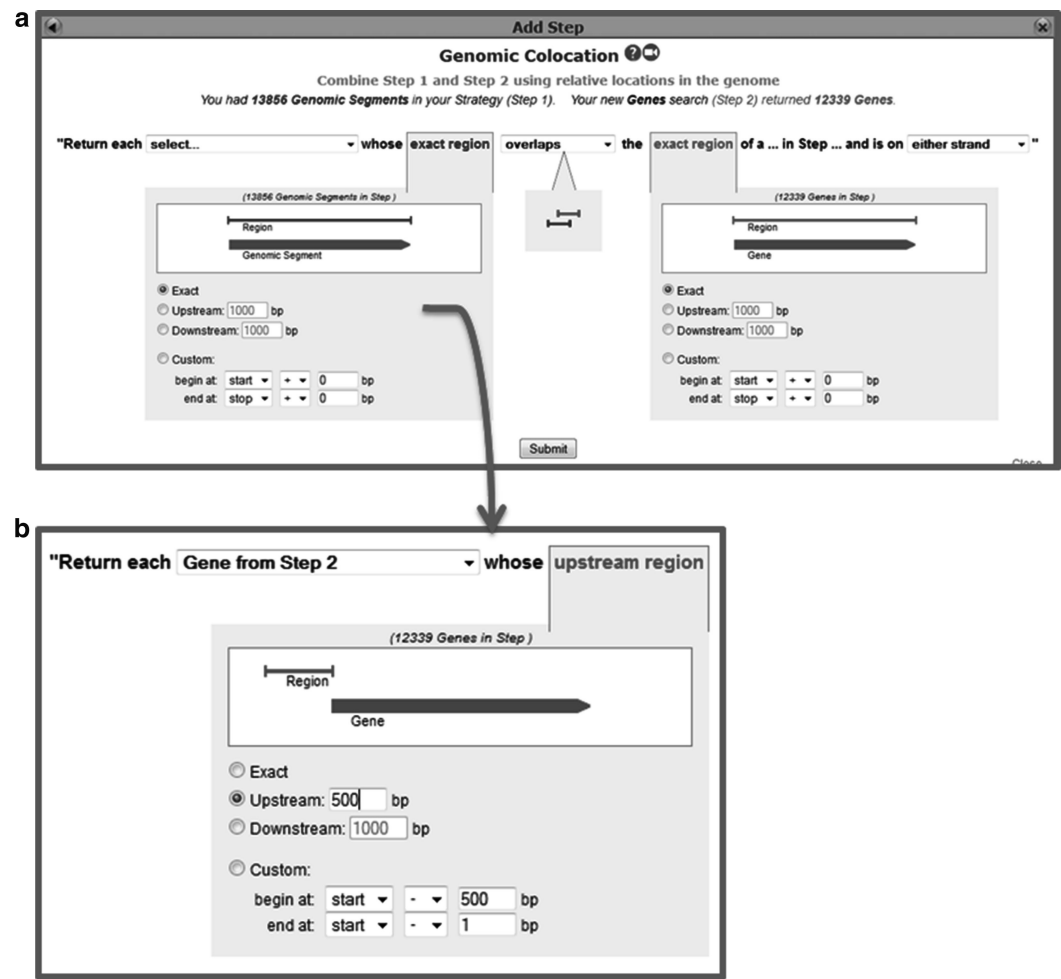 a
Add Step
Genomic Colocation
Combine Step 1 and Step 2 using relative locations in the genome
You had 13856 Genomic Segments in your Strategy (Step 1). Your new Genes search (Step 2) returned 12339 Genes.
"Return each select... whose exact region overlaps the exact region of a ... in Step ... and is on either strand "
(13856 Genomic Segments in Step )
Region
Genomic Segment
Exact
Upstream: 1000 bp
Downstream: 1000 bp
Custom:
begin at: start + 0 bp
end at: stop + 0 bp
(12339 Genes in Step )
Region
Gene
Exact
Upstream: 1000 bp
Downstream: 1000 bp
Custom:
begin at: start + 0 bp
end at: stop + 0 bp
Submit
Close
b
"Return each Gene from Step 2 whose upstream region
(12339 Genes in Step )
Region
Gene
Exact
Upstream: 500 bp
Downstream: 1000 bp
Custom:
begin at: start - 500 bp
end at: start - 1 bp